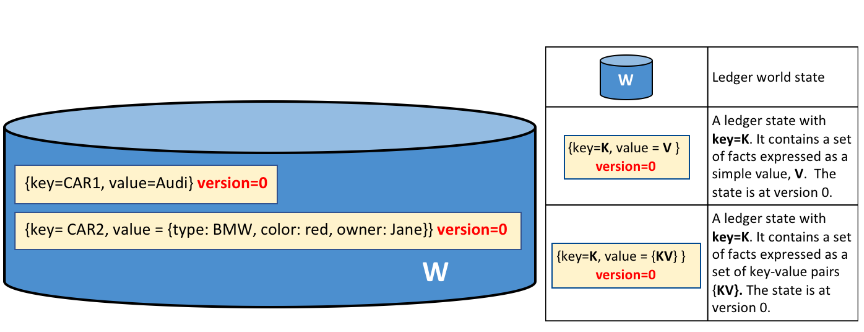 {key=CAR1, value=Audi} version=0
{key= CAR2, value = {type: BMW, color: red, owner: Jane}} version=0
W
W
Ledger world state
{key=K, value = V }
version=0
A ledger state with
key=K. It contains a set
of facts expressed as a
simple value, V. The
state is at version 0.
{key=K, value = {KV} }
version=0
A ledger state with
key=K. It contains a set
of facts expressed as a
set of key-value pairs
{KV}. The state is at
version 0.